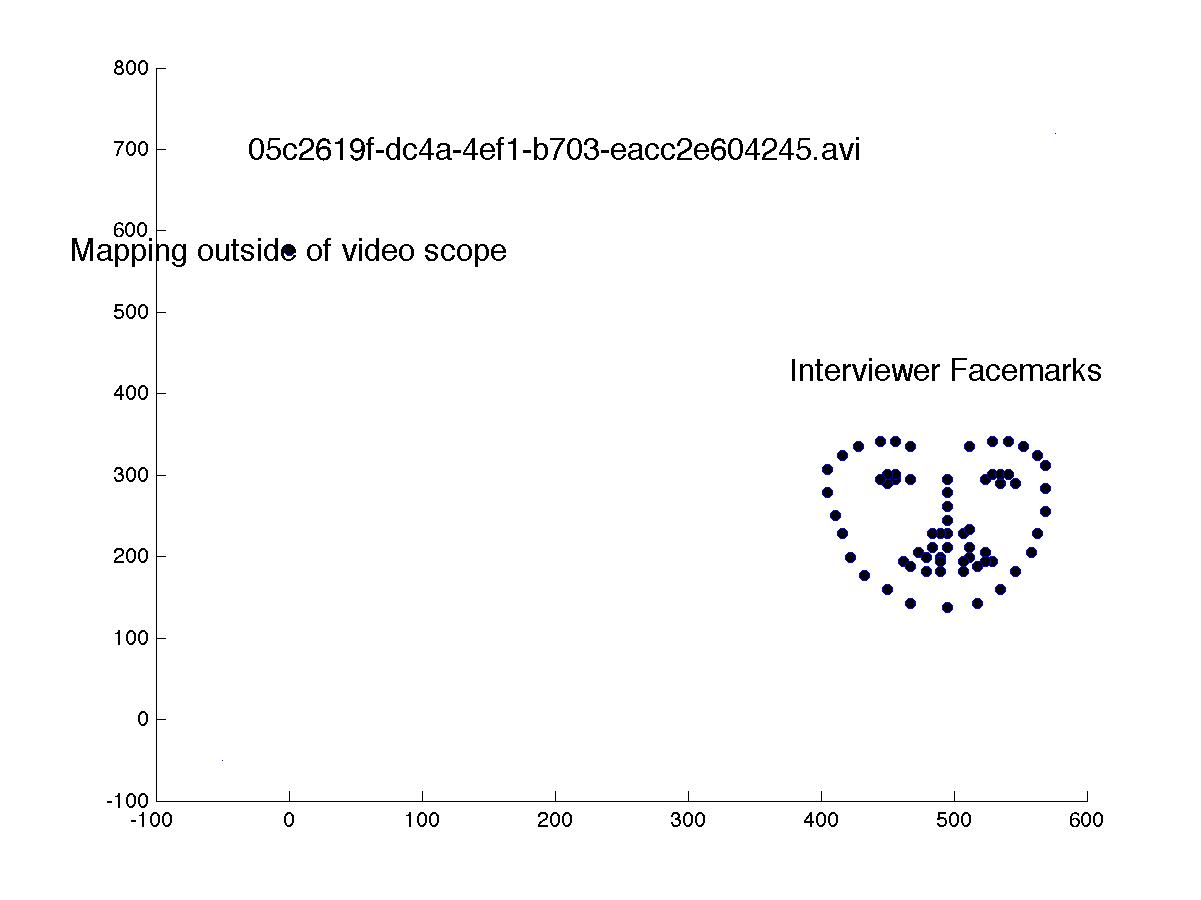 800
700
05c2619f-dc4a-4ef1-b703-eacc2e604245.avi
600
Mapping outside of video scope
500
Interviewer Facemarks
400
300
200
100
0
-100
-100 0 100 200 300 400 500 600